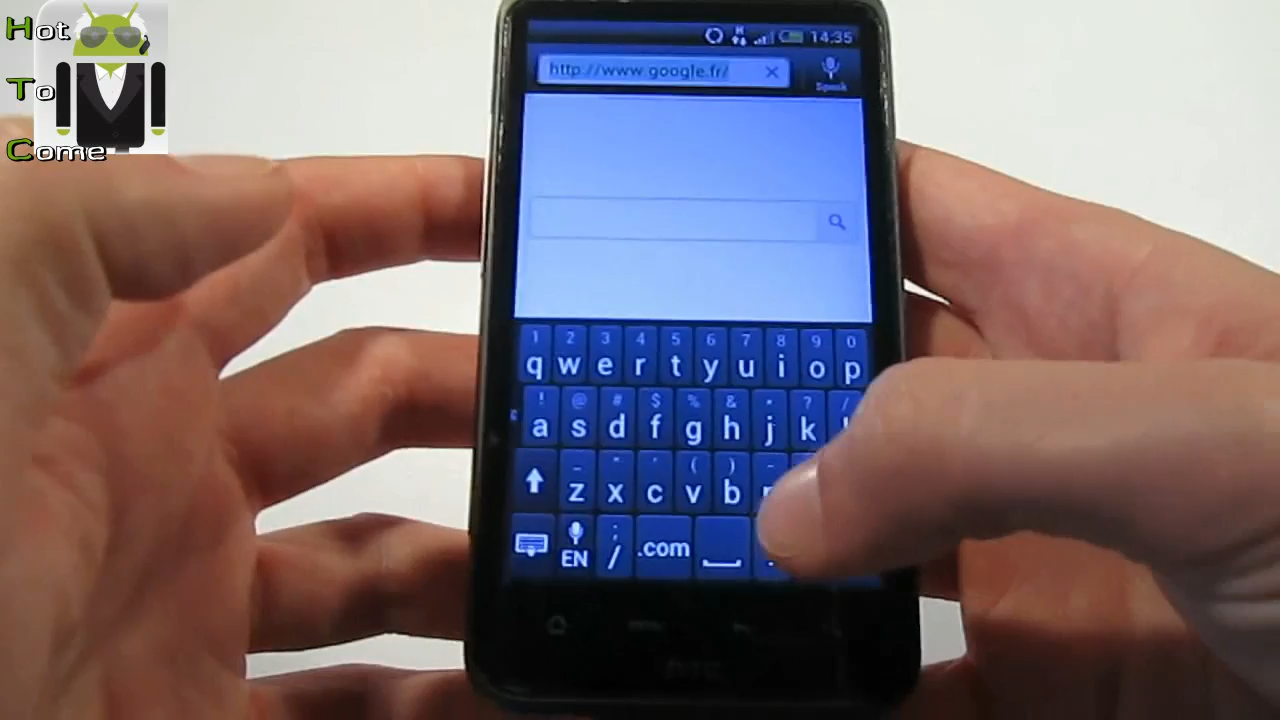 Hot
To
Come
14:35
http://www.google.fr/
Speak
1 2 3 4 5 6 7 8 9 0
q w e r t y u i o p
! @ # $ % & ? /
a s d f g h j k
_ ( ) -
z x c v b
;
EN / .com
hTC